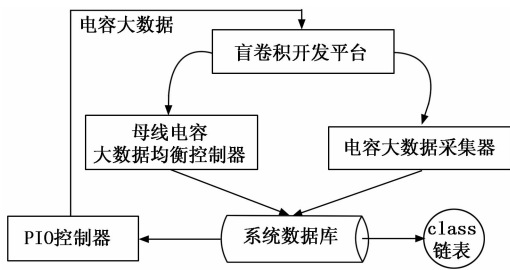 电容大数据
盲卷积开发平台
母线电容
大数据均衡控制器
电容大数据采集器
PIO控制器
系统数据库
class
链表